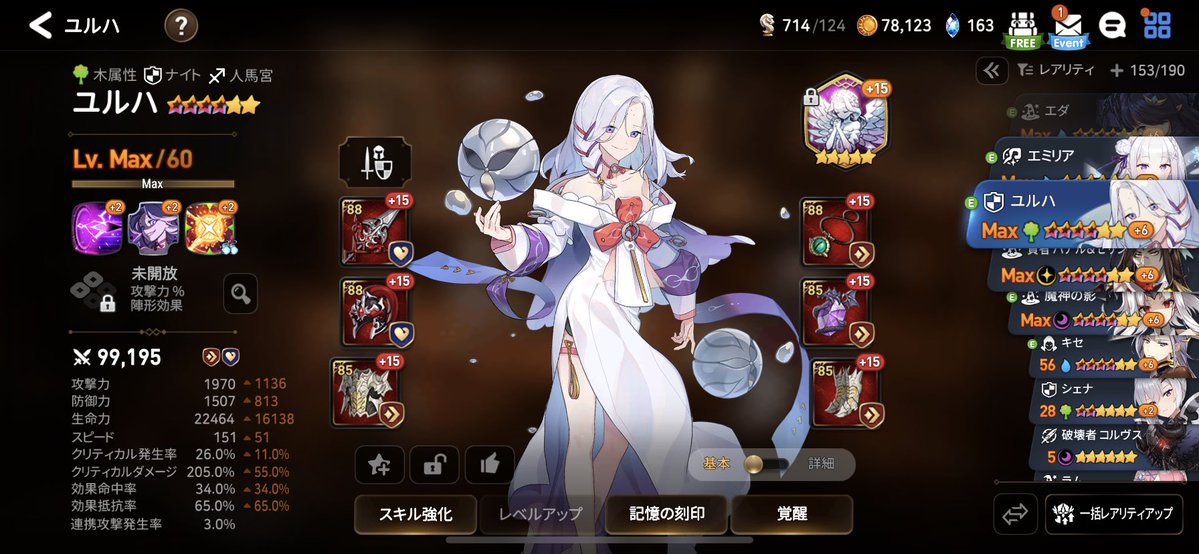 ユルハ
?
714/124
78,123
163
FREE
1
Event
木属性 ナイト 人馬宮
ユルハ
Lv. Max/60
Max
+2
+2
+2
未開放
攻撃力 %
陣形効果
99,195
攻撃力 1970 1136
防御力 1507 813
生命力 22464 16138
スピード 151 51
クリティカル発生率 26.0% 11.0%
クリティカルダメージ 205.0% 55.0%
効果命中率 34.0% 34.0%
効果抵抗率 65.0% 65.0%
連携攻撃発生率 3.0%
88 +15
88 +15
85 +15
+15
88 +15
88 +15
85 +15
基本 詳細
スキル強化
レベルアップ
記憶の刻印
覚醒
レアリティ
153/190
エダ
Max
E エミリア
E ユルハ
Max +6
Max +6
魔神の影
Max +6
E キセ
56 +6
シェナ
28 +2
破壊者 コルヴス
5
一括レアリティアップ